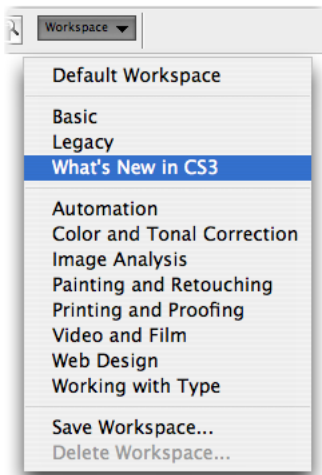 Workspace
Default Workspace
Basic
Legacy
What's New in CS3
Automation
Color and Tonal Correction
Image Analysis
Painting and Retouching
Printing and Proofing
Video and Film
Web Design
Working with Type
Save Workspace...
Delete Workspace...